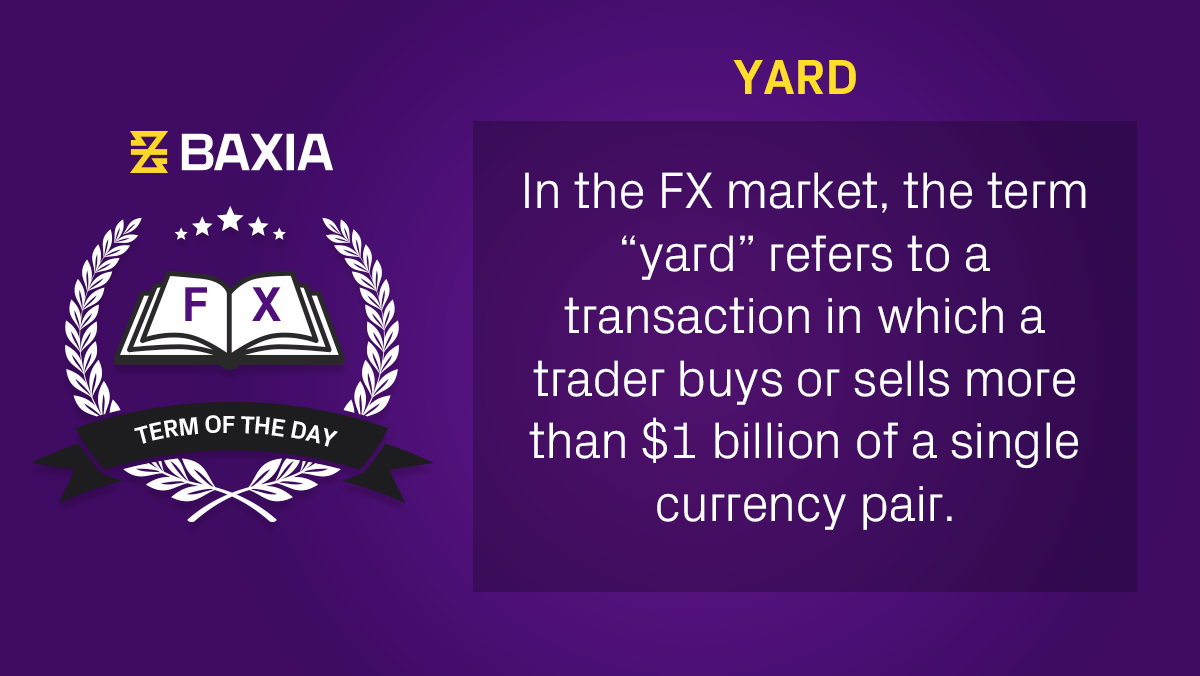 BAXIA
F X
TERM OF THE DAY
YARD
In the FX market, the term
“yard” refers to a
transaction in which a
trader buys or sells more
than $1 billion of a single
currency pair.